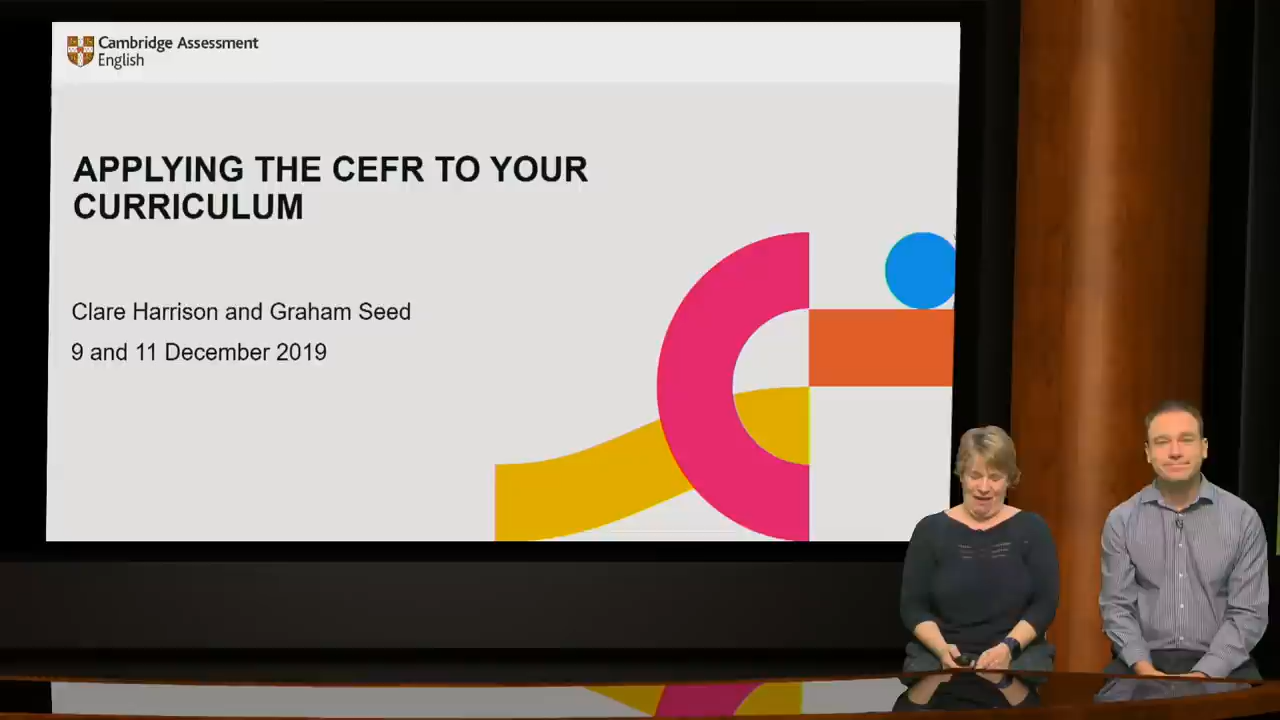 Cambridge Assessment
English
APPLYING THE CEFR TO YOUR
CURRICULUM
Clare Harrison and Graham Seed
9 and 11 December 2019